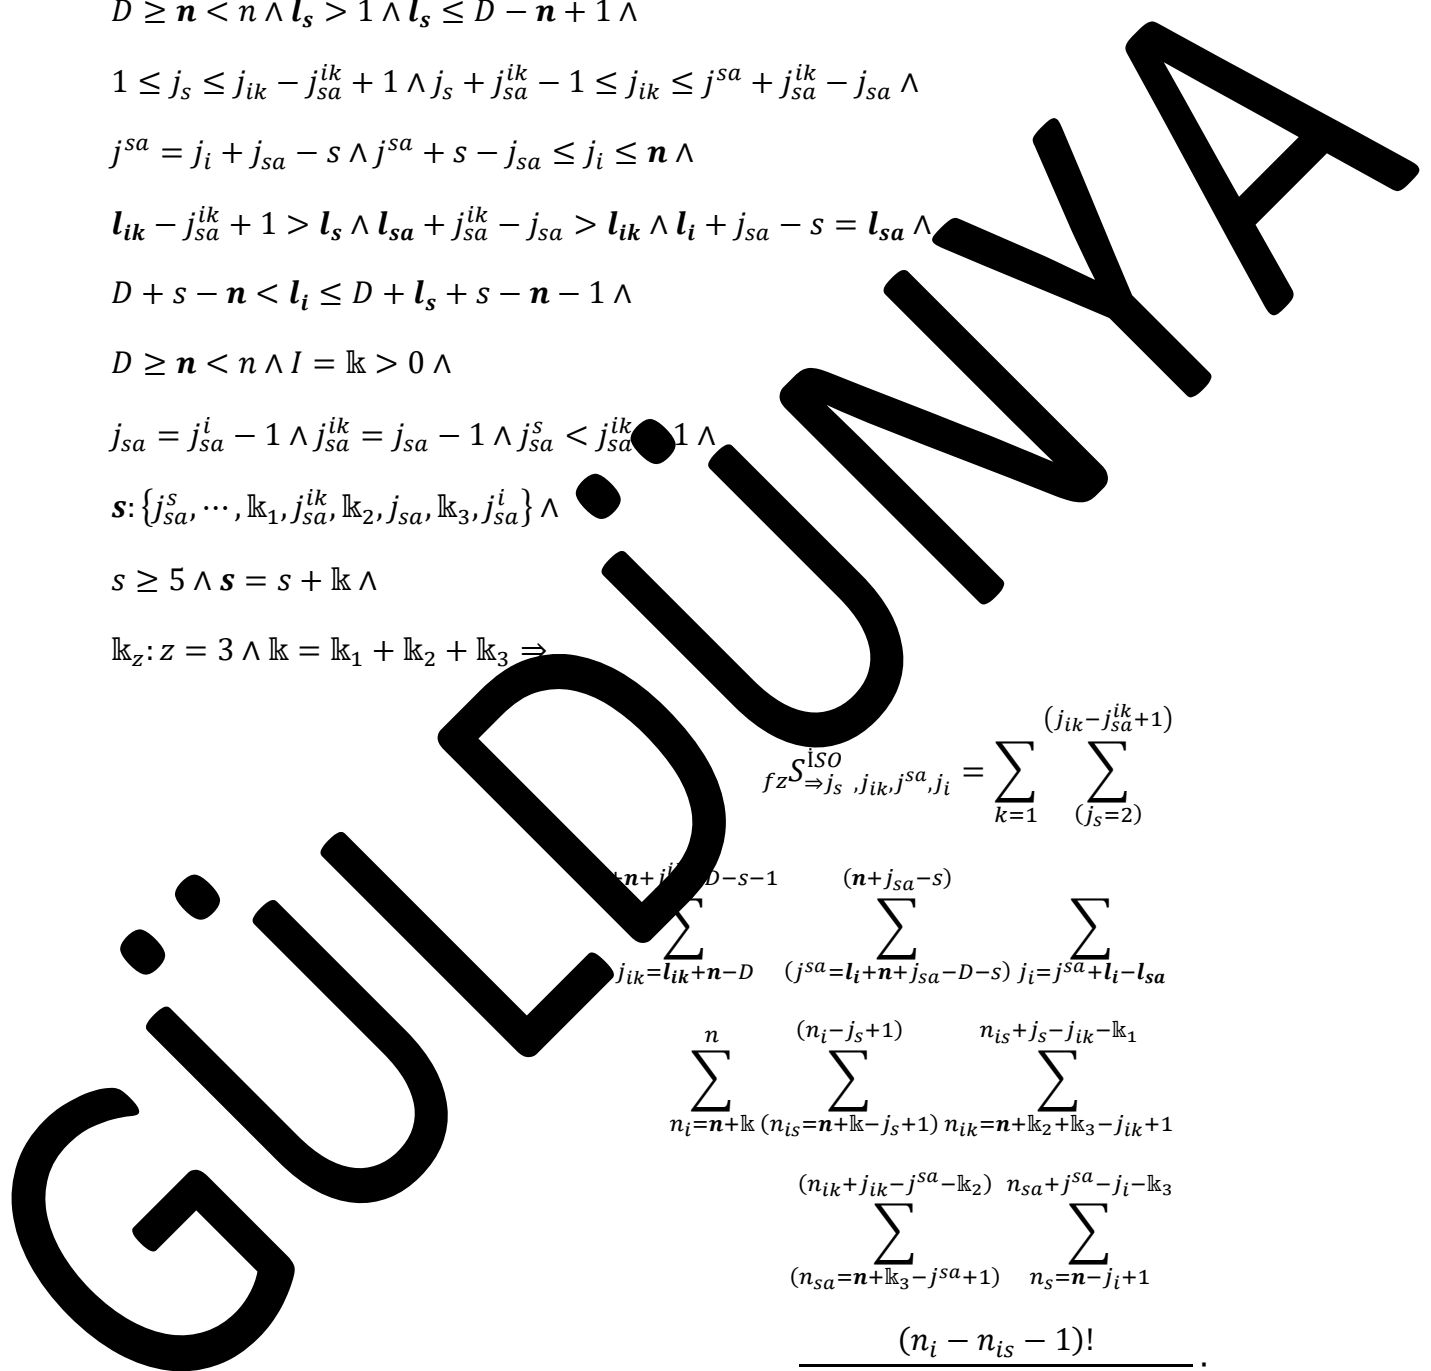 D ≥ n < n ∧ l_s > 1 ∧ l_s ≤ D − n + 1 ∧
1 ≤ j_s ≤ j_{ik} − j_{sa}^{ik} + 1 ∧ j_s + j_{sa}^{ik} − 1 ≤ j_{ik} ≤ j^{sa} + j_{sa}^{ik} − j_{sa} ∧
j^{sa} = j_i + j_{sa} − s ∧ j^{sa} + s − j_{sa} ≤ j_i ≤ n ∧
l_{ik} − j_{sa}^{ik} + 1 > l_s ∧ l_{sa} + j_{sa}^{ik} − j_{sa} > l_{ik} ∧ l_i + j_{sa} − s = l_{sa} ∧
D + s − n < l_i ≤ D + l_s + s − n − 1 ∧
D ≥ n < n ∧ I = 𝕜 > 0 ∧
j_{sa} = j_{sa}^i − 1 ∧ j_{sa}^{ik} = j_{sa} − 1 ∧ j_{sa}^s < j_{sa}^{ik} 1 ∧
s: {j_{sa}^s, ⋯, 𝕜_1, j_{sa}^{ik}, 𝕜_2, j_{sa}, 𝕜_3, j_{sa}^i} ∧
s ≥ 5 ∧ s = s + 𝕜 ∧
𝕜_z: z = 3 ∧ 𝕜 = 𝕜_1 + 𝕜_2 + 𝕜_3 ⇒
(j_{ik}−j_{sa}^{ik}+1)
_{fz}S_{⇒j_s ,j_{ik},j^{sa},j_i}^{İSO} = ∑ ∑
k=1 (j_s=2)
+n+j D−s−1 (n+j_{sa}−s)
∑ ∑ ∑
j_{ik}=l_{ik}+n−D (j^{sa}=l_i+n+j_{sa}−D−s) j_i=j^{sa}+l_i−l_{sa}
n (n_i−j_s+1) n_{is}+j_s−j_{ik}−𝕜_1
∑ ∑ ∑
n_i=n+𝕜 (n_{is}=n+𝕜−j_s+1) n_{ik}=n+𝕜_2+𝕜_3−j_{ik}+1
(n_{ik}+j_{ik}−j^{sa}−𝕜_2) n_{sa}+j^{sa}−j_i−𝕜_3
∑ ∑
(n_{sa}=n+𝕜_3−j^{sa}+1) n_s=n−j_i+1
(n_i − n_{is} − 1)! .
GÜLDÜNYA